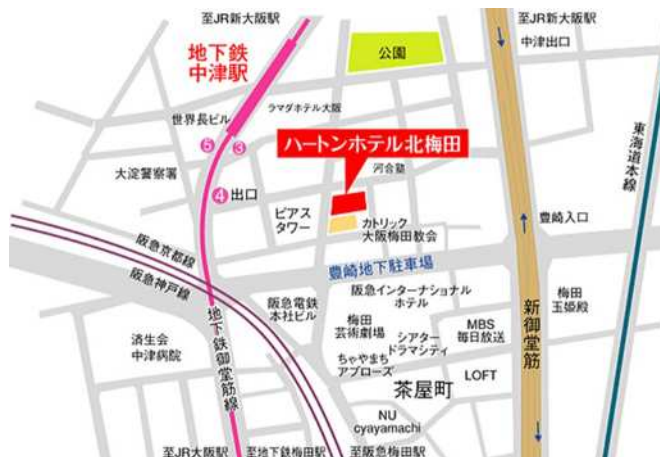 至JR新大阪駅
至JR新大阪駅
中津出口
公園
地下鉄
中津駅
ラマダホテル大阪
世界長ビル
東海道本線
⑤
③
ハートンホテル北梅田
河合塾
大淀警察署
④出口
ピアス
タワー
カトリック
大阪梅田教会
豊崎入口
阪急京都線
阪急神戸線
豊崎地下駐車場
阪急インターナショナル
ホテル
阪急電鉄
本社ビル
梅田
玉姫殿
地下鉄御堂筋線
新御堂筋
梅田
芸術劇場
シアター
ドラマシティ
MBS
毎日放送
済生会
中津病院
ちゃやまち
アプローズ
LOFT
茶屋町
NU
cyayamachi
至JR大阪駅
至地下鉄梅田駅
至阪急梅田駅